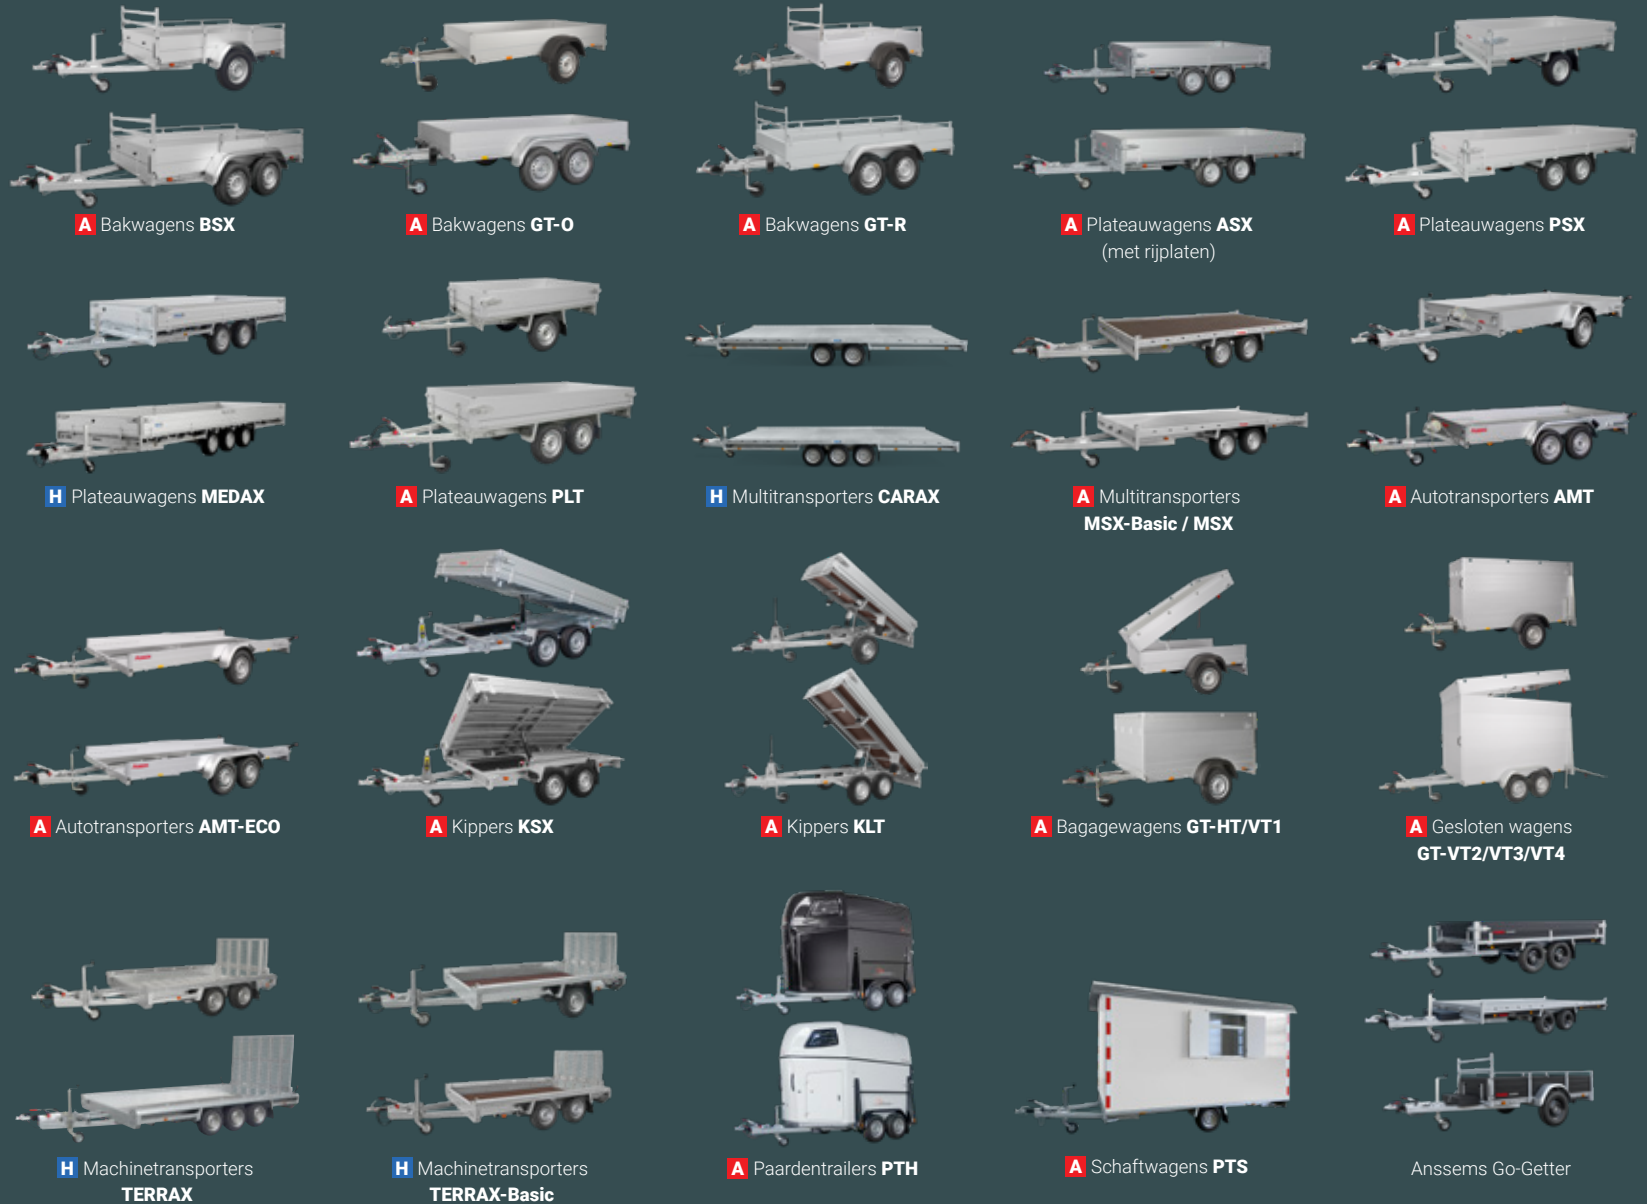 A Bakwagens BSX
A Bakwagens GT-O
A Bakwagens GT-R
A Plateauwagens ASX
(met rijplaten)
A Plateauwagens PSX
H Plateauwagens MEDAX
A Plateauwagens PLT
H Multitransporters CARAX
A Multitransporters
MSX-Basic / MSX
A Autotransporters AMT
A Autotransporters AMT-ECO
A Kippers KSX
A Kippers KLT
A Bagagewagens GT-HT/VT1
A Gesloten wagens
GT-VT2/VT3/VT4
H Machinetransporters
TERRAX
H Machinetransporters
TERRAX-Basic
A Paardentrailers PTH
A Schaftwagens PTS
Anssems Go-Getter